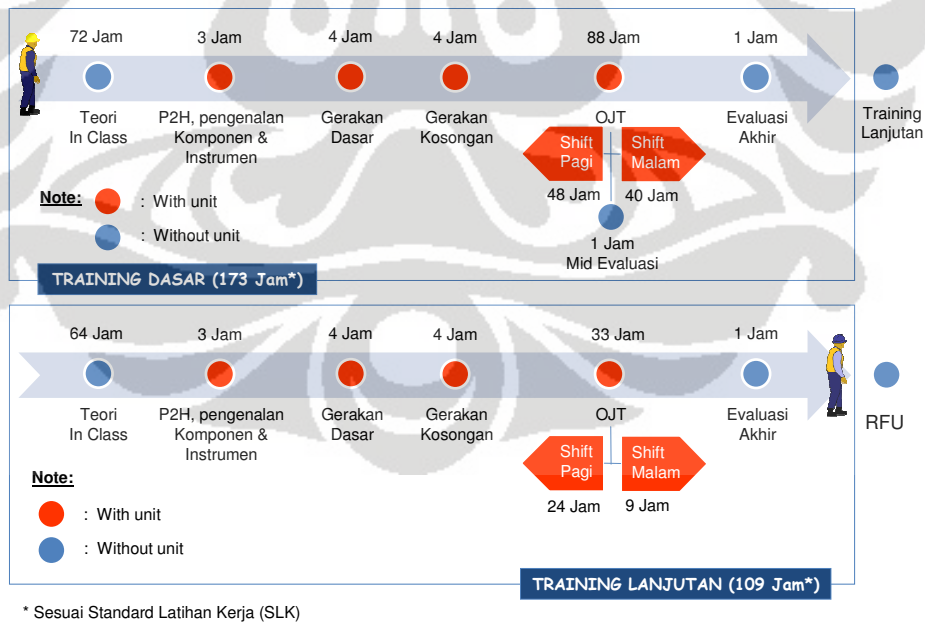 72 Jam
3 Jam
4 Jam
4 Jam
88 Jam
1 Jam
Teori
In Class
P2H, pengenalan
Komponen &
Instrumen
Gerakan
Dasar
Gerakan
Kosongan
OJT
Evaluasi
Akhir
Training
Lanjutan
Shift
Pagi
Shift
Malam
48 Jam
40 Jam
1 Jam
Mid Evaluasi
Note:
: With unit
: Without unit
TRAINING DASAR (173 Jam*)
64 Jam
3 Jam
4 Jam
4 Jam
33 Jam
1 Jam
Teori
In Class
P2H, pengenalan
Komponen &
Instrumen
Gerakan
Dasar
Gerakan
Kosongan
OJT
Evaluasi
Akhir
RFU
Shift
Pagi
Shift
Malam
24 Jam
9 Jam
Note:
: With unit
: Without unit
TRAINING LANJUTAN (109 Jam*)
* Sesuai Standard Latihan Kerja (SLK)